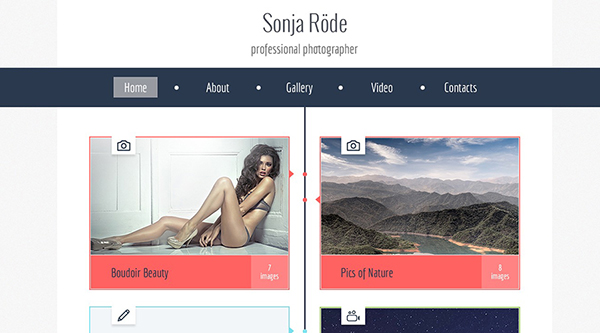 Sonja Röde
professional photographer
Home About Gallery Video Contacts
Boudoir Beauty
7
images
Pics of Nature
8
images